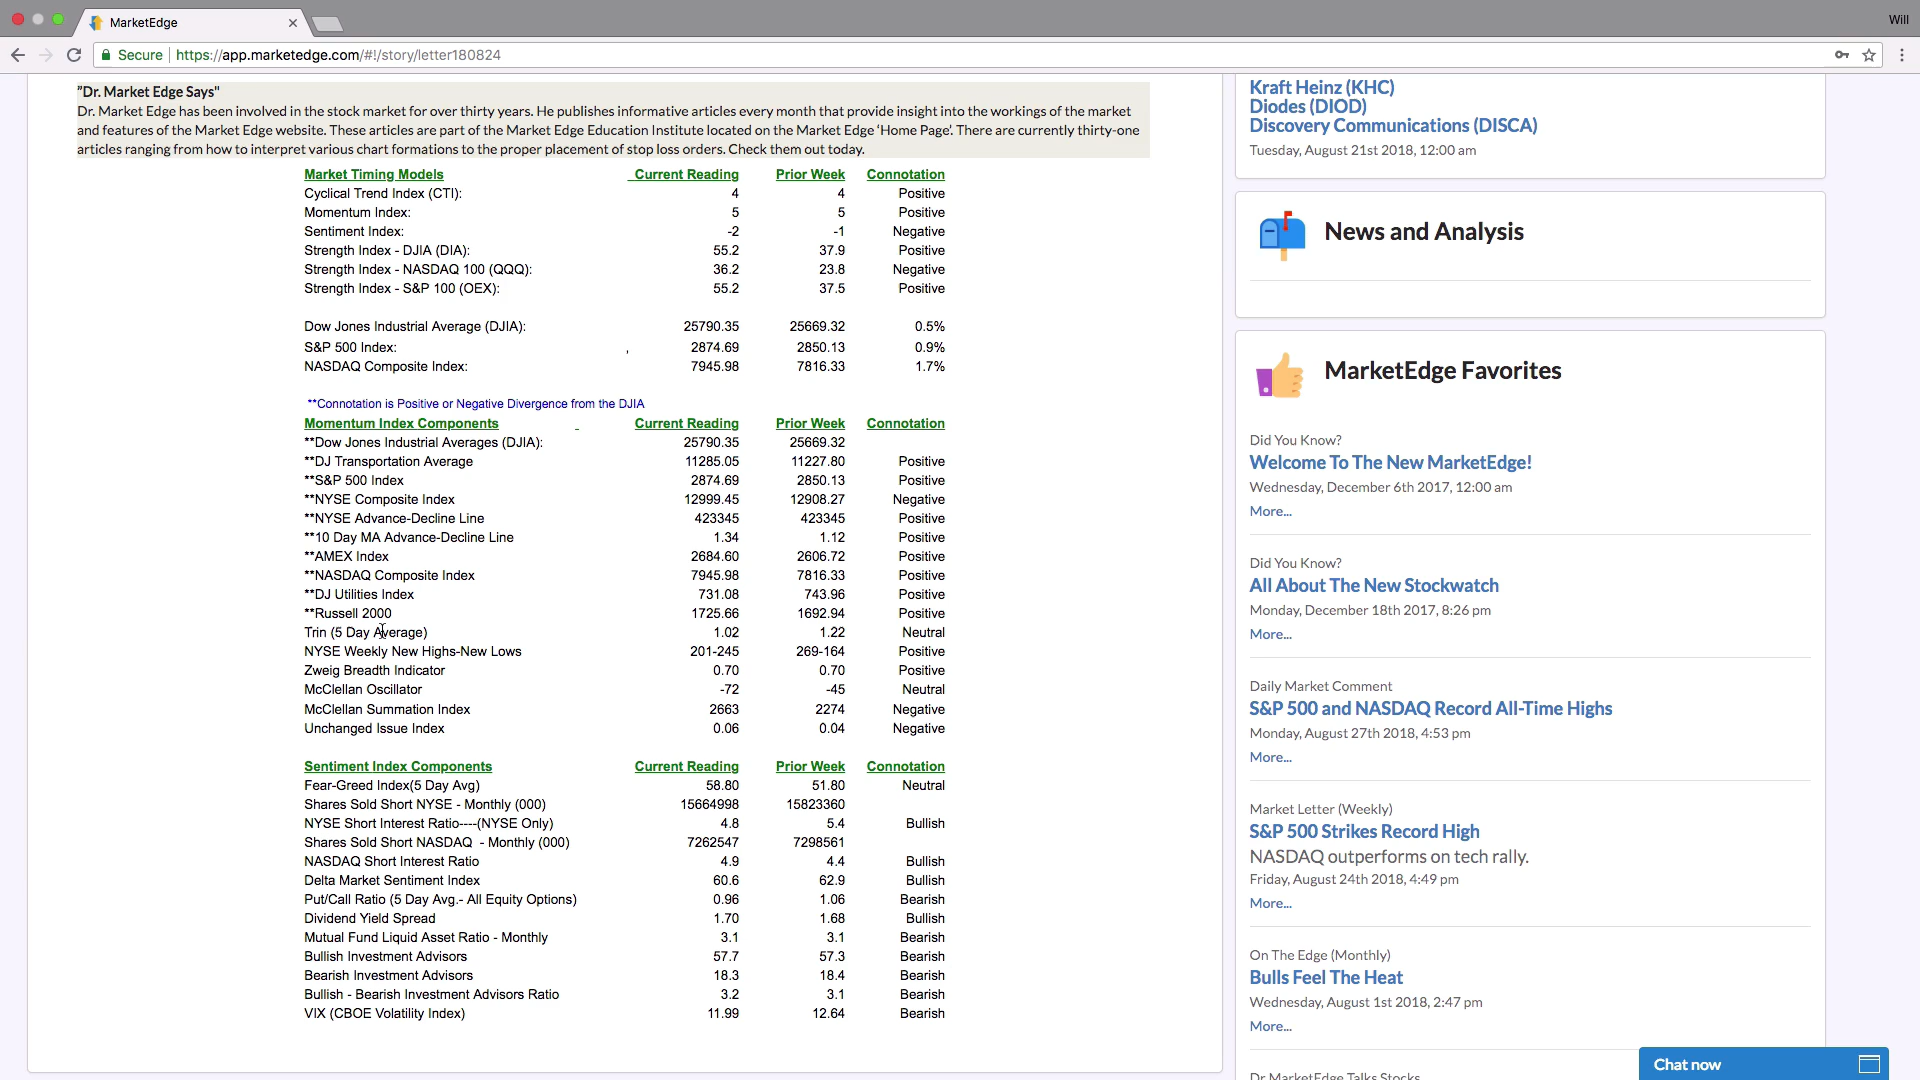 MarketEdge
Will
Secure https://app.marketedge.com/#!/story/letter180824
"Dr. Market Edge Says"
Dr. Market Edge has been involved in the stock market for over thirty years. He publishes informative articles every month that provide insight into the workings of the market
and features of the Market Edge website. These articles are part of the Market Edge Education Institute located on the Market Edge 'Home Page'. There are currently thirty-one
articles ranging from how to interpret various chart formations to the proper placement of stop loss orders. Check them out today.
Market Timing Models Current Reading Prior Week Connotation
Cyclical Trend Index (CTI): 4 4 Positive
Momentum Index: 5 5 Positive
Sentiment Index: -2 -1 Negative
Strength Index - DJIA (DIA): 55.2 37.9 Positive
Strength Index - NASDAQ 100 (QQQ): 36.2 23.8 Negative
Strength Index - S&P 100 (OEX): 55.2 37.5 Positive
Dow Jones Industrial Average (DJIA): 25790.35 25669.32 0.5%
S&P 500 Index: , 2874.69 2850.13 0.9%
NASDAQ Composite Index: 7945.98 7816.33 1.7%
**Connotation is Positive or Negative Divergence from the DJIA
Momentum Index Components Current Reading Prior Week Connotation
**Dow Jones Industrial Averages (DJIA): 25790.35 25669.32
**DJ Transportation Average 11285.05 11227.80 Positive
**S&P 500 Index 2874.69 2850.13 Positive
**NYSE Composite Index 12999.45 12908.27 Negative
**NYSE Advance-Decline Line 423345 423345 Positive
**10 Day MA Advance-Decline Line 1.34 1.12 Positive
**AMEX Index 2684.60 2606.72 Positive
**NASDAQ Composite Index 7945.98 7816.33 Positive
**DJ Utilities Index 731.08 743.96 Positive
**Russell 2000 1725.66 1692.94 Positive
Trin (5 Day Average) 1.02 1.22 Neutral
NYSE Weekly New Highs-New Lows 201-245 269-164 Positive
Zweig Breadth Indicator 0.70 0.70 Positive
McClellan Oscillator -72 -45 Neutral
McClellan Summation Index 2663 2274 Negative
Unchanged Issue Index 0.06 0.04 Negative
Sentiment Index Components Current Reading Prior Week Connotation
Fear-Greed Index(5 Day Avg) 58.80 51.80 Neutral
Shares Sold Short NYSE - Monthly (000) 15664998 15823360
NYSE Short Interest Ratio----(NYSE Only) 4.8 5.4 Bullish
Shares Sold Short NASDAQ - Monthly (000) 7262547 7298561
NASDAQ Short Interest Ratio 4.9 4.4 Bullish
Delta Market Sentiment Index 60.6 62.9 Bullish
Put/Call Ratio (5 Day Avg.- All Equity Options) 0.96 1.06 Bearish
Dividend Yield Spread 1.70 1.68 Bullish
Mutual Fund Liquid Asset Ratio - Monthly 3.1 3.1 Bearish
Bullish Investment Advisors 57.7 57.3 Bearish
Bearish Investment Advisors 18.3 18.4 Bearish
Bullish - Bearish Investment Advisors Ratio 3.2 3.1 Bearish
VIX (CBOE Volatility Index) 11.99 12.64 Bearish
Kraft Heinz (KHC)
Diodes (DIOD)
Discovery Communications (DISCA)
Tuesday, August 21st 2018, 12:00 am
News and Analysis
MarketEdge Favorites
Did You Know?
Welcome To The New MarketEdge!
Wednesday, December 6th 2017, 12:00 am
More...
Did You Know?
All About The New Stockwatch
Monday, December 18th 2017, 8:26 pm
More...
Daily Market Comment
S&P 500 and NASDAQ Record All-Time Highs
Monday, August 27th 2018, 4:53 pm
More...
Market Letter (Weekly)
S&P 500 Strikes Record High
NASDAQ outperforms on tech rally.
Friday, August 24th 2018, 4:49 pm
More...
On The Edge (Monthly)
Bulls Feel The Heat
Wednesday, August 1st 2018, 2:47 pm
More...
Dr MarketEdge Talks Stocks
Chat now